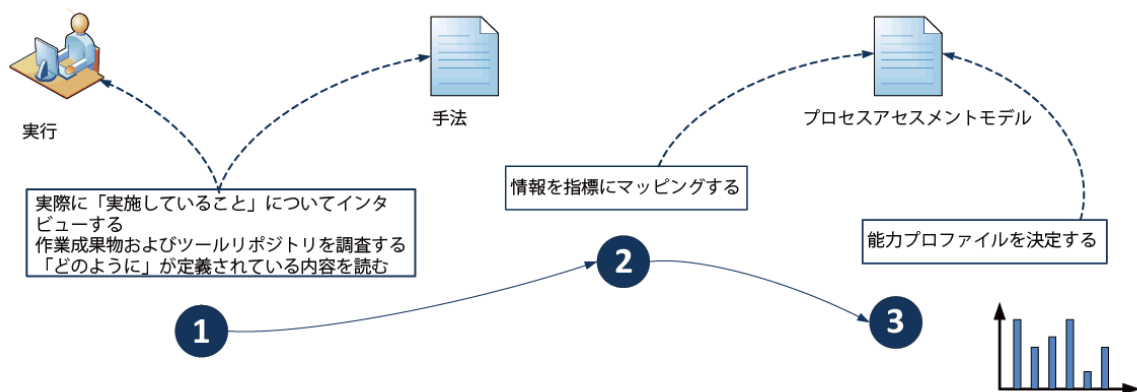 実行
手法
プロセスアセスメントモデル
実際に「実施していること」についてインタ
ビューする
作業成果物およびツールリポジトリを調査する
「どのように」が定義されている内容を読む
情報を指標にマッピングする
能力プロファイルを決定する
1
2
3